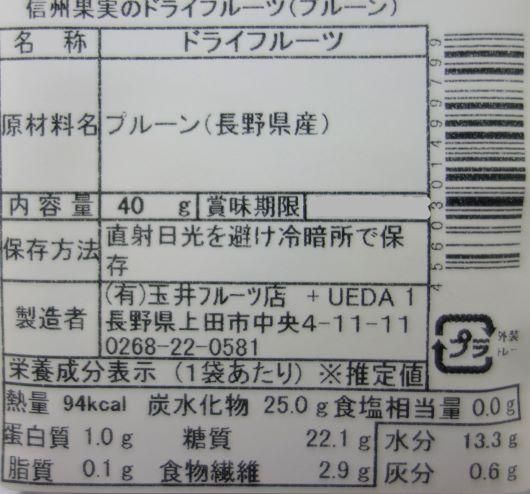 信州果実のドライフルーツ(プルーン)
名 称 ドライフルーツ
原材料名 プルーン(長野県産)
内容量 40 g 賞味期限
保存方法 直射日光を避け冷暗所で保
存
製造者 (有)玉井フルーツ店 +UEDA 1
長野県上田市中央4-11-11
0268-22-0581
栄養成分表示 (1袋あたり) ※推定値
熱量 94kcal 炭水化物 25.0 g 食塩相当量 0.0 g
蛋白質 1.0 g 糖質 22.1 g 水分 13.3 g
脂質 0.1 g 食物繊維 2.9 g 灰分 0.6 g
プラ
外装
トレー